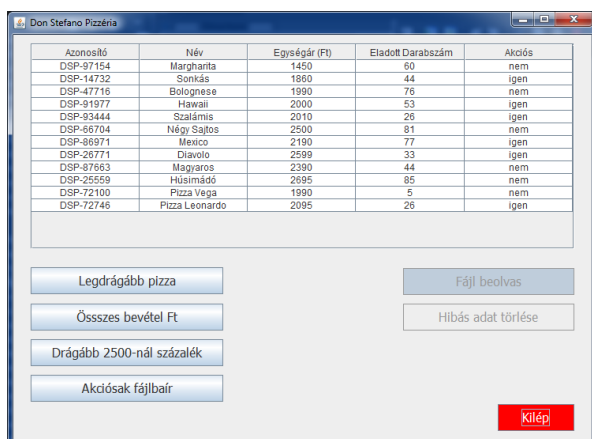 Don Stefano Pizzéria
Azonosító Név Egységár (Ft) Eladott Darabszám Akciós
DSP-97154 Margharita 1450 60 nem
DSP-14732 Sonkás 1860 44 igen
DSP-47716 Bolognese 1990 76 nem
DSP-91977 Hawaii 2000 53 igen
DSP-93444 Szalámis 2010 26 igen
DSP-66704 Négy Sajtos 2500 81 nem
DSP-86971 Mexico 2190 77 igen
DSP-26771 Diavolo 2599 33 igen
DSP-87663 Magyaros 2390 44 nem
DSP-25559 Húsimádó 2695 85 nem
DSP-72100 Pizza Vega 1990 5 nem
DSP-72746 Pizza Leonardo 2095 26 igen
Legdrágább pizza Fájl beolvas
Össszes bevétel Ft Hibás adat törlése
Drágább 2500-nál százalék
Akciósak fájlbaír
Kilép